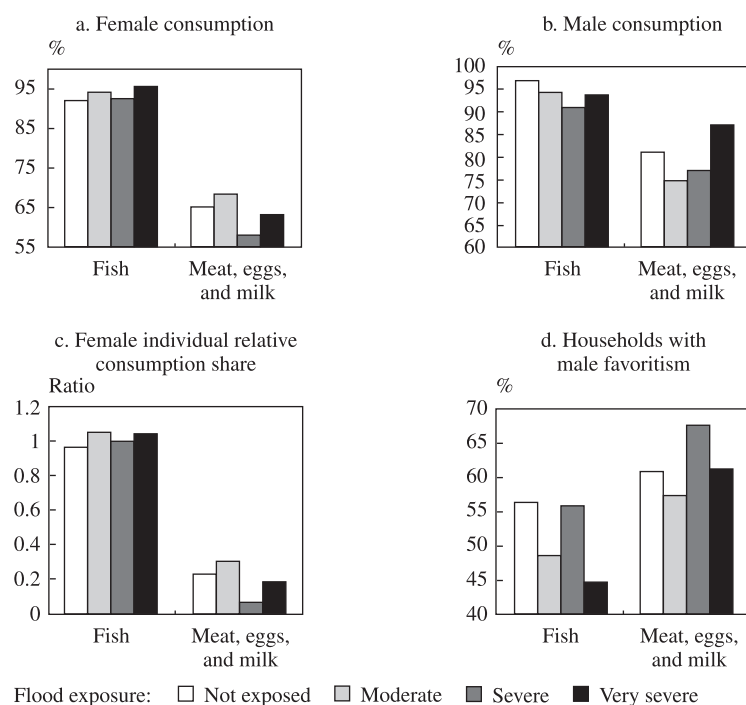 a. Female consumption
%
95
85
75
65
55
Fish
Meat, eggs,
and milk
b. Male consumption
%
100
95
90
85
80
75
70
65
60
Fish
Meat, eggs,
and milk
c. Female individual relative
consumption share
Ratio
1.2
1
0.8
0.6
0.4
0.2
0
Fish
Meat, eggs,
and milk
d. Households with
male favoritism
%
70
65
60
55
50
45
40
Fish
Meat, eggs,
and milk
Flood exposure: Not exposed Moderate Severe Very severe